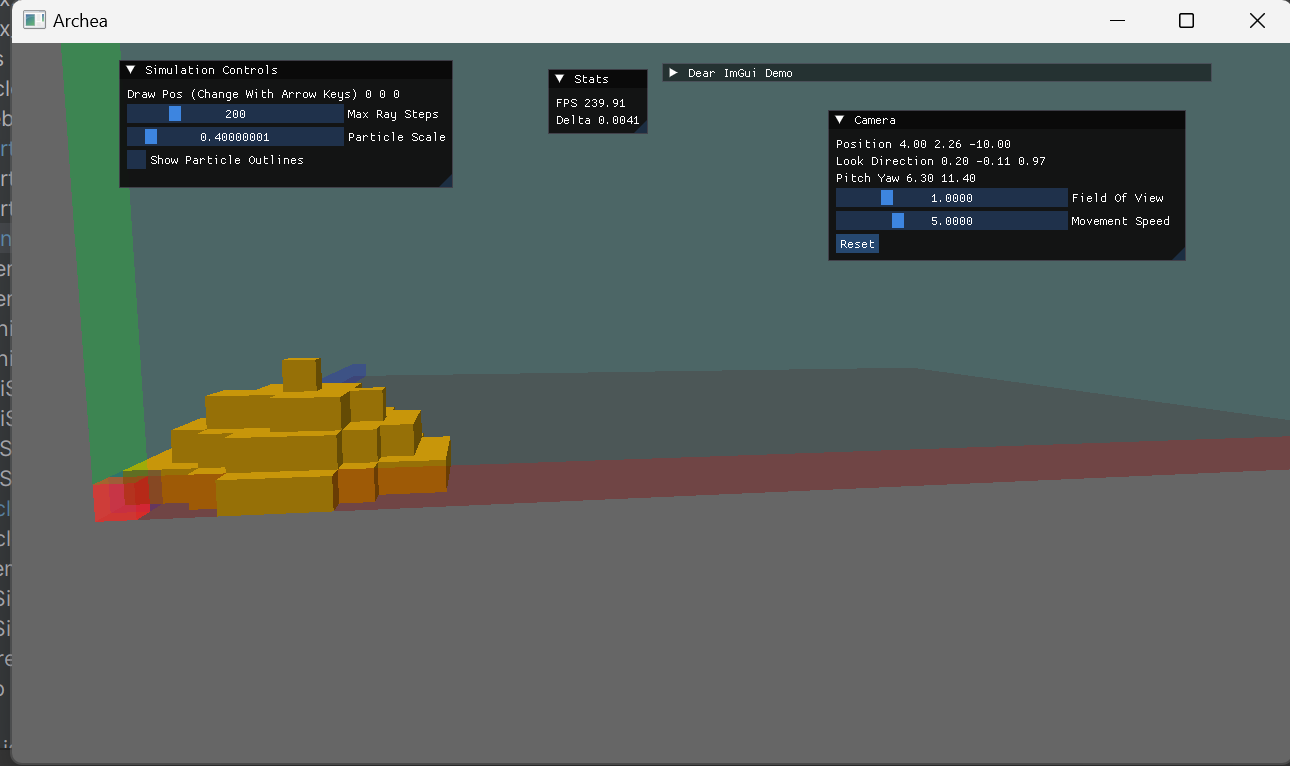 Archea
Simulation Controls
Draw Pos (Change With Arrow Keys) 0 0 0
200 Max Ray Steps
0.40000001 Particle Scale
Show Particle Outlines
Stats
FPS 239.91
Delta 0.0041
Dear ImGui Demo
Camera
Position 4.00 2.26 -10.00
Look Direction 0.20 -0.11 0.97
Pitch Yaw 6.30 11.40
1.0000 Field Of View
5.0000 Movement Speed
Reset